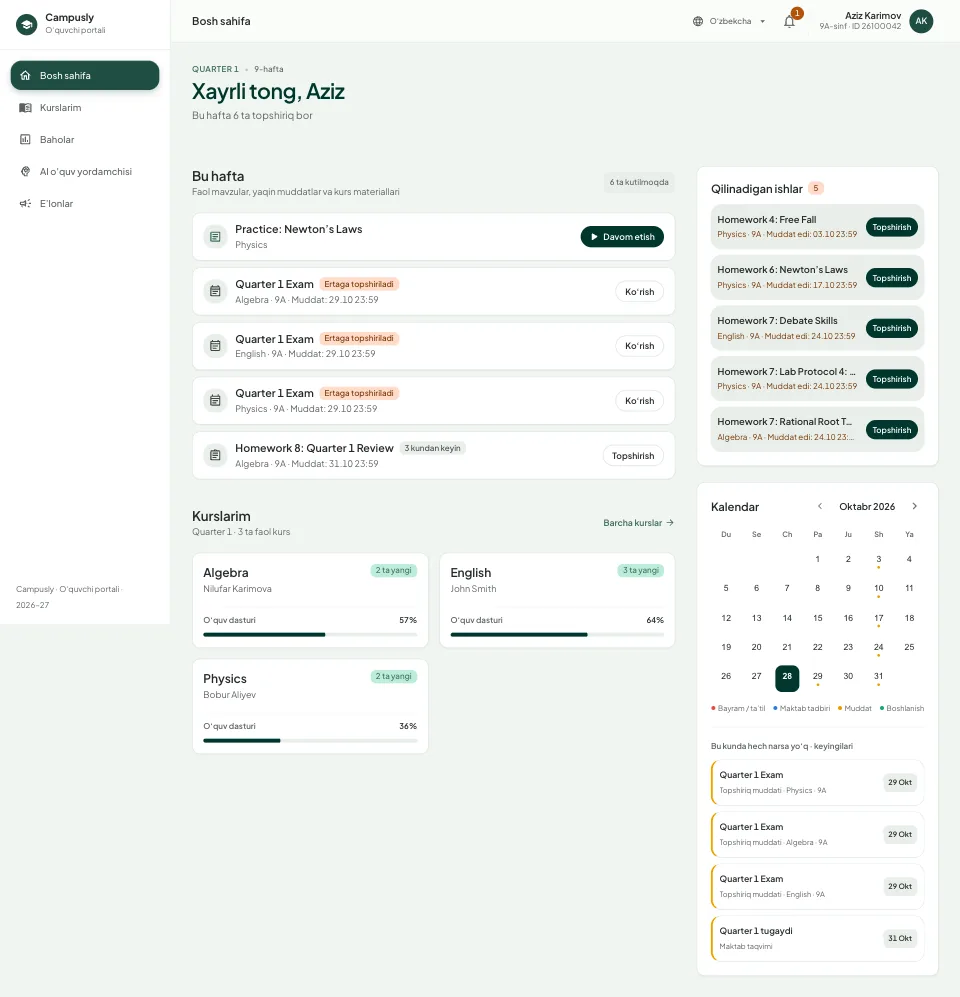 Campusly
O'quvchi portali
Bosh sahifa
Kurslarim
Baholar
AI o'quv yordamchisi
E'lonlar
Campusly · O'quvchi portali ·
2026–27
Bosh sahifa
O'zbekcha
1
Aziz Karimov
9A-sinf · ID 26100042
AK
QUARTER 1 · 9-hafta
Xayrli tong, Aziz
Bu hafta 6 ta topshiriq bor
Bu hafta
Faol mavzular, yaqin muddatlar va kurs materiallari
6 ta kutilmoqda
Practice: Newton's Laws
Physics
Davom etish
Quarter 1 Exam Ertaga topshiriladi
Algebra · 9A · Muddat: 29.10 23:59
Ko'rish
Quarter 1 Exam Ertaga topshiriladi
English · 9A · Muddat: 29.10 23:59
Ko'rish
Quarter 1 Exam Ertaga topshiriladi
Physics · 9A · Muddat: 29.10 23:59
Ko'rish
Homework 8: Quarter 1 Review 3 kundan keyin
Algebra · 9A · Muddat: 31.10 23:59
Topshirish
Kurslarim
Quarter 1 · 3 ta faol kurs
Barcha kurslar →
Algebra 2 ta yangi
Nilufar Karimova
O'quv dasturi 57%
English 3 ta yangi
John Smith
O'quv dasturi 64%
Physics 2 ta yangi
Bobur Aliyev
O'quv dasturi 36%
Qilinadigan ishlar 5
Homework 4: Free Fall
Physics · 9A · Muddat edi: 03.10 23:59
Topshirish
Homework 6: Newton's Laws
Physics · 9A · Muddat edi: 17.10 23:59
Topshirish
Homework 7: Debate Skills
English · 9A · Muddat edi: 24.10 23:59
Topshirish
Homework 7: Lab Protocol 4: ...
Physics · 9A · Muddat edi: 24.10 23:59
Topshirish
Homework 7: Rational Root T...
Algebra · 9A · Muddat edi: 24.10 23:...
Topshirish
Kalendar
Oktabr 2026
Du Se Ch Pa Ju Sh Ya
1 2 3 4
5 6 7 8 9 10 11
12 13 14 15 16 17 18
19 20 21 22 23 24 25
26 27 28 29 30 31
Bayram / ta'til Maktab tadbiri Muddat Boshlanish
Bu kunda hech narsa yo'q · keyingilari
Quarter 1 Exam
Topshiriq muddati · Physics · 9A
29 Okt
Quarter 1 Exam
Topshiriq muddati · Algebra · 9A
29 Okt
Quarter 1 Exam
Topshiriq muddati · English · 9A
29 Okt
Quarter 1 tugaydi
Maktab taqvimi
31 Okt